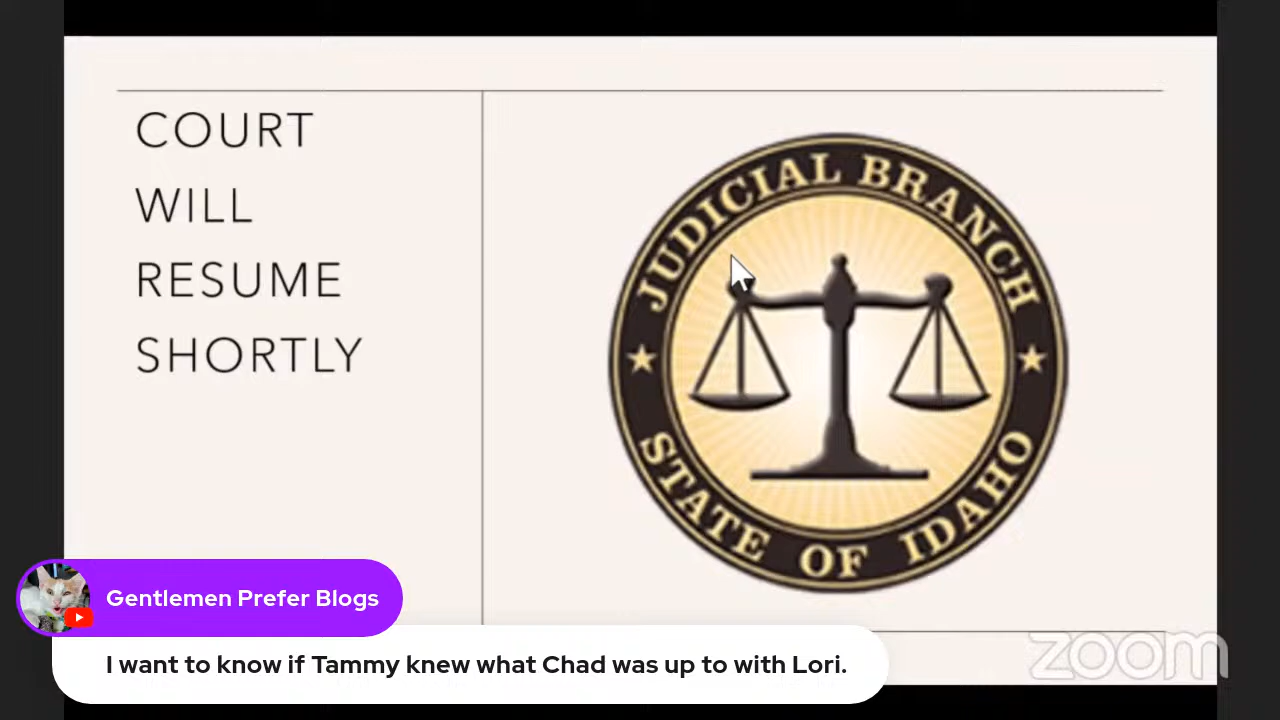 COURT
WILL
RESUME
SHORTLY
JUDICIAL BRANCH
STATE OF IDAHO
Gentlemen Prefer Blogs
I want to know if Tammy knew what Chad was up to with Lori.
zoom